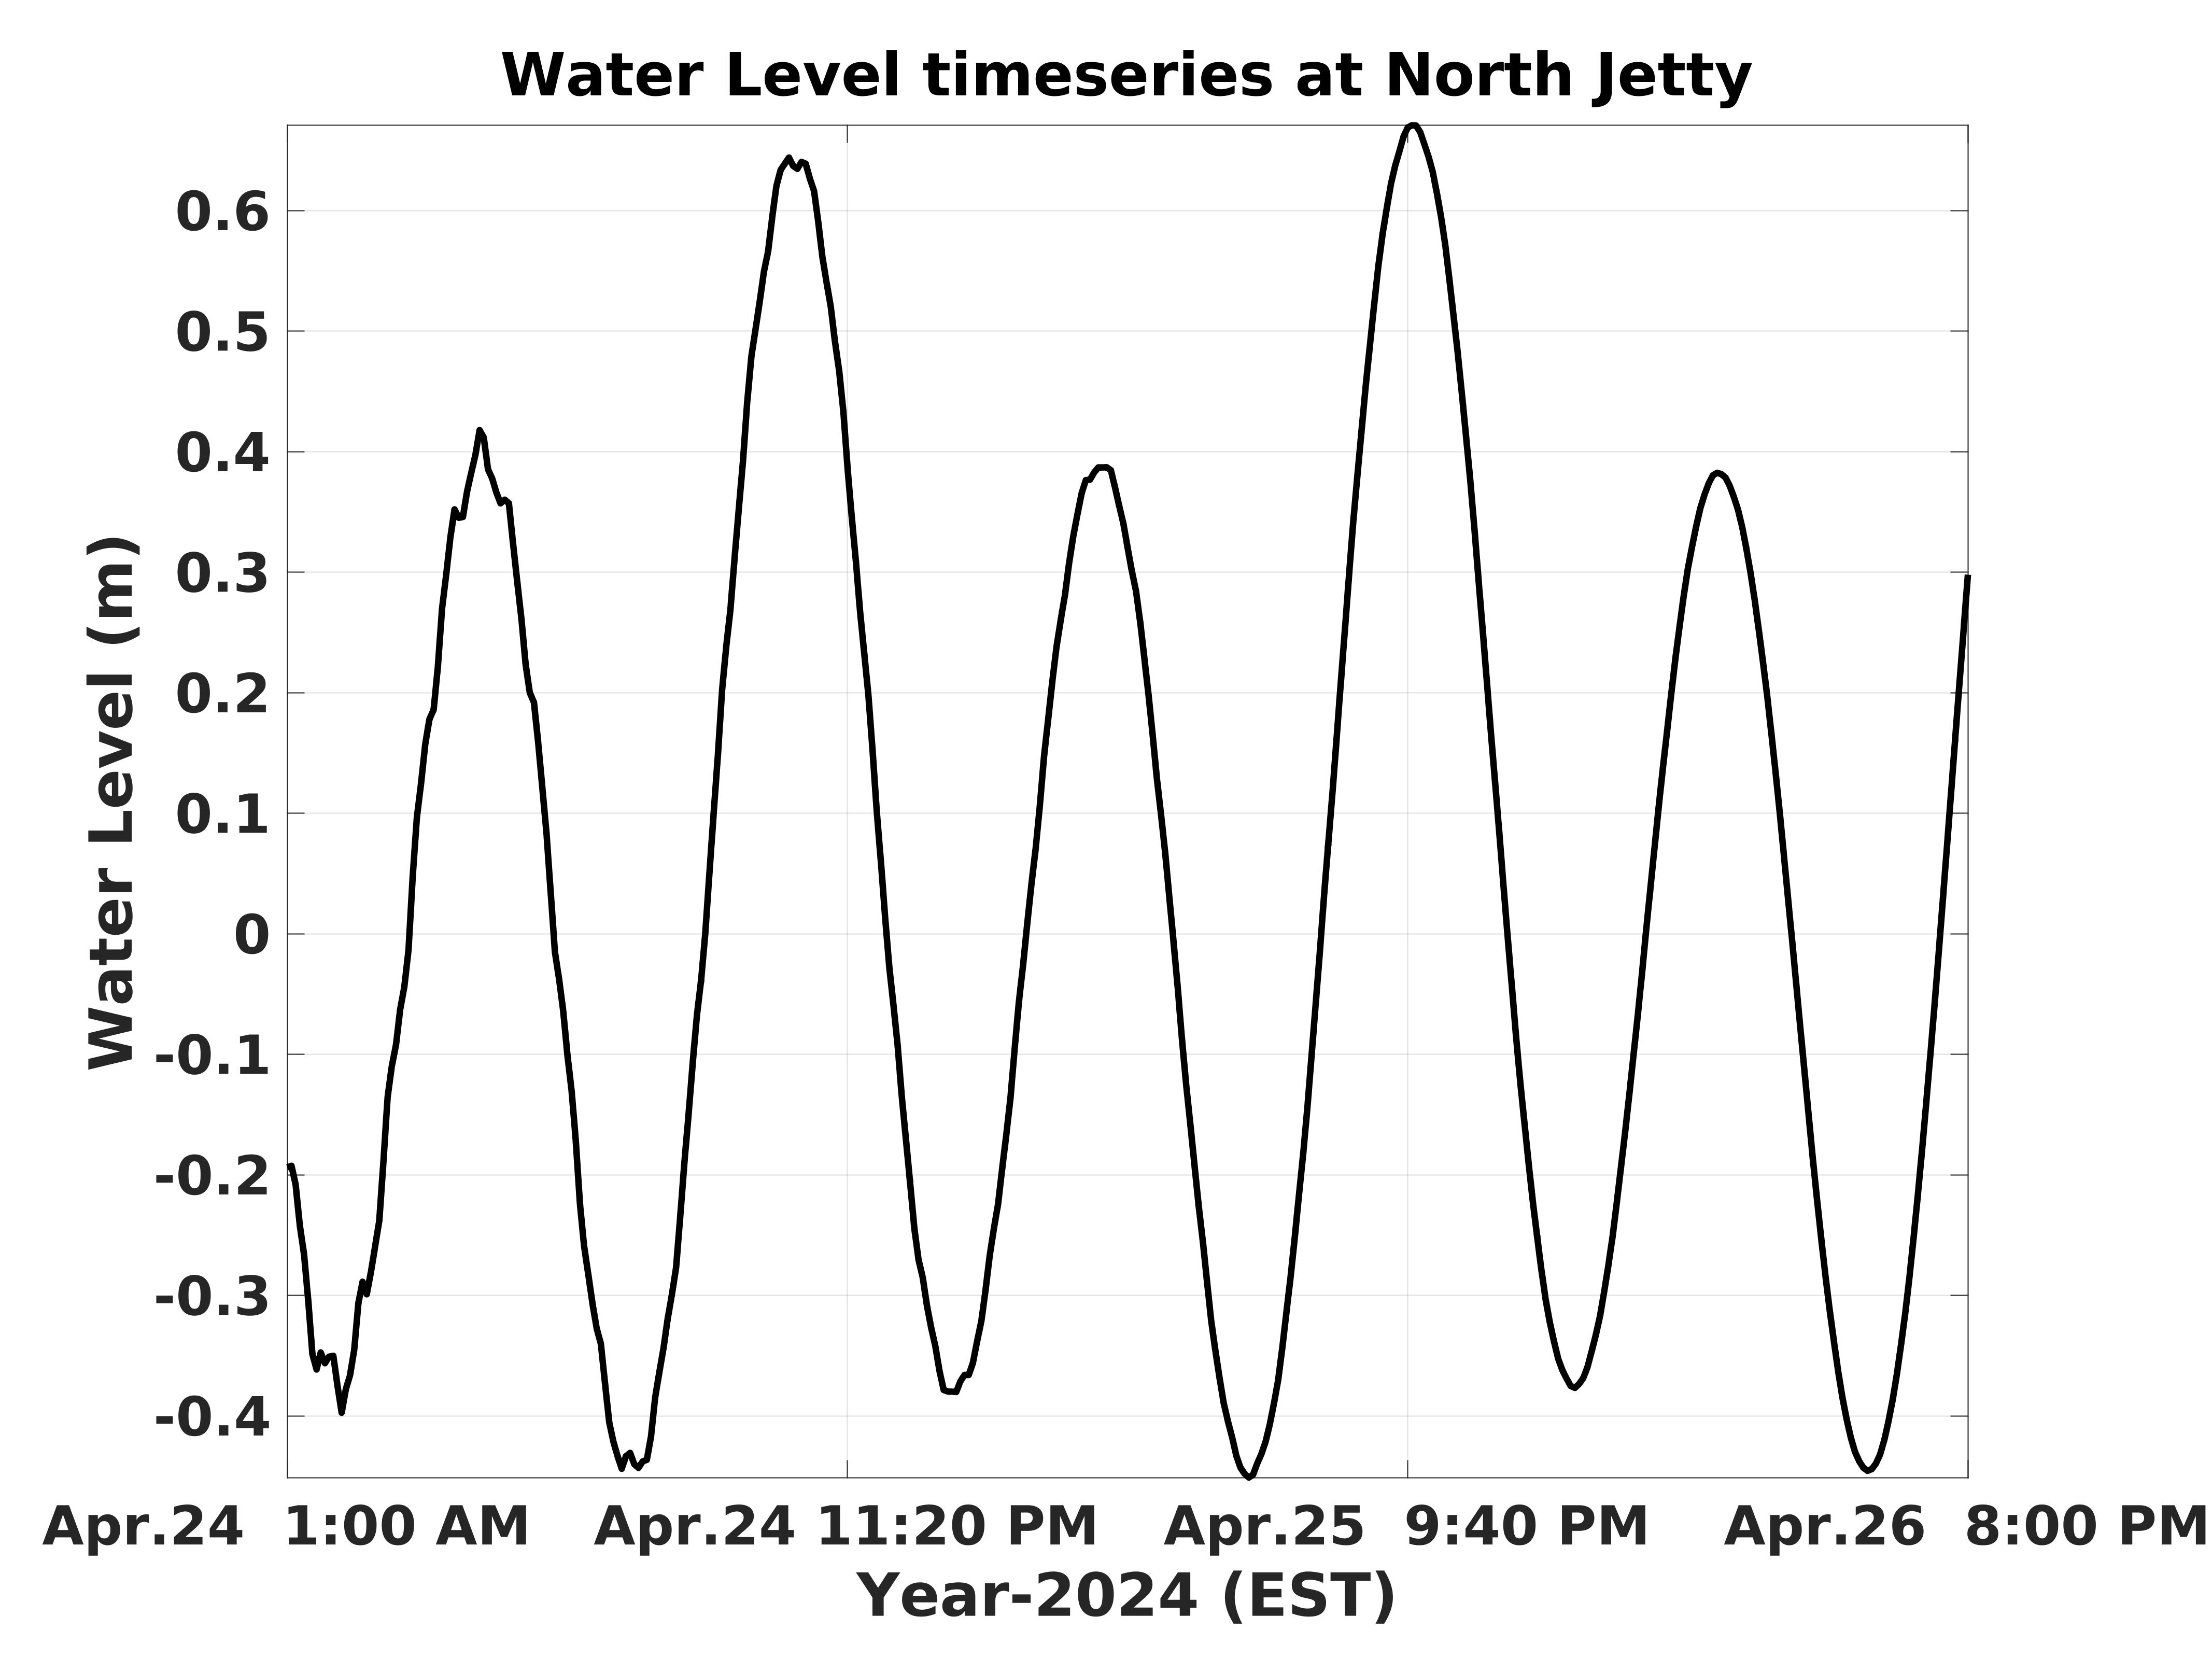 Water Level timeseries at North Jetty
Water Level (m)
0.6
0.5
0.4
0.3
0.2
0.1
0
-0.1
-0.2
-0.3
-0.4
Apr.24 1:00 AM Apr.24 11:20 PM Apr.25 9:40 PM Apr.26 8:00 PM
Year-2024 (EST)